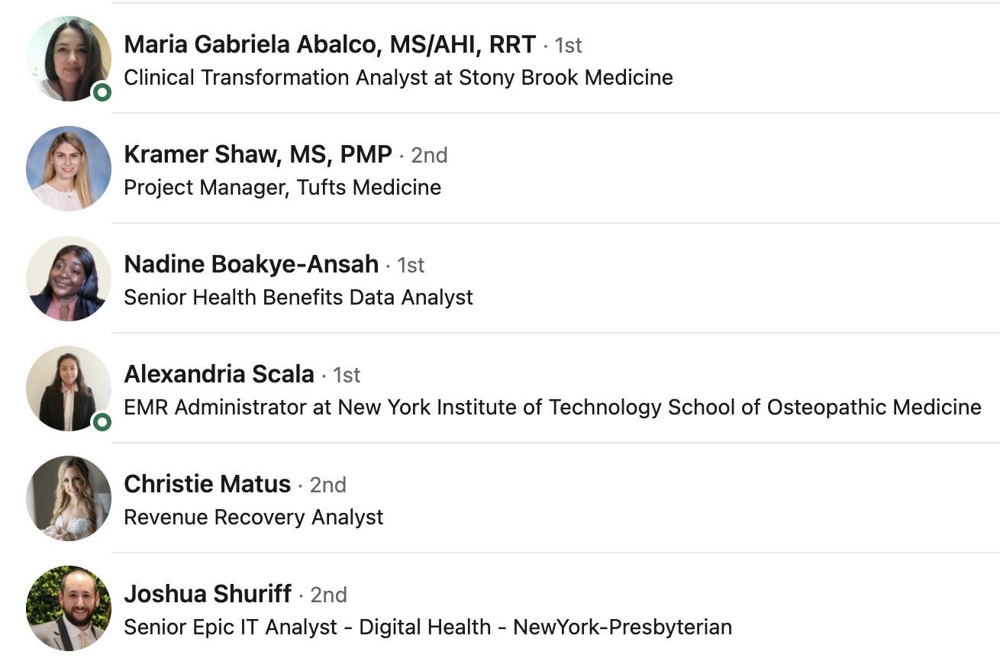 Maria Gabriela Abalco, MS/AHI, RRT · 1st
Clinical Transformation Analyst at Stony Brook Medicine
Kramer Shaw, MS, PMP · 2nd
Project Manager, Tufts Medicine
Nadine Boakye-Ansah · 1st
Senior Health Benefits Data Analyst
Alexandria Scala · 1st
EMR Administrator at New York Institute of Technology School of Osteopathic Medicine
Christie Matus · 2nd
Revenue Recovery Analyst
Joshua Shuriff · 2nd
Senior Epic IT Analyst - Digital Health - NewYork-Presbyterian